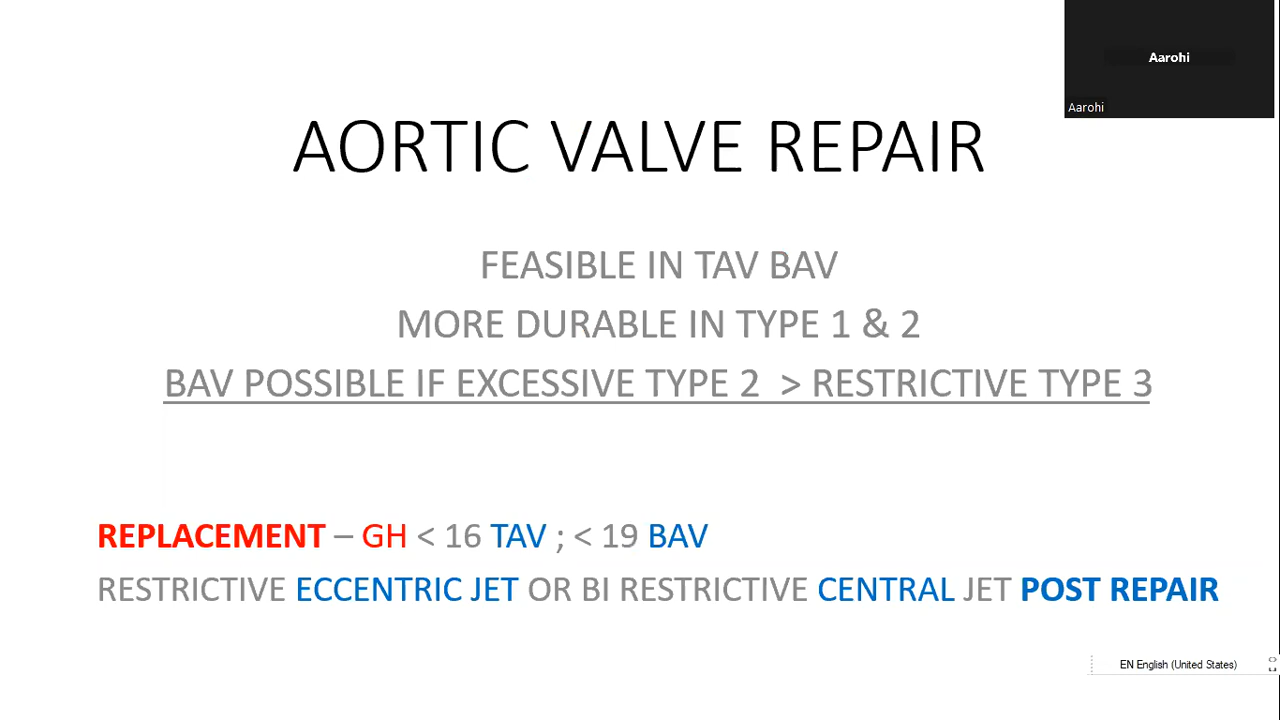 Aarohi
Aarohi
AORTIC VALVE REPAIR
FEASIBLE IN TAV BAV
MORE DURABLE IN TYPE 1 & 2
BAV POSSIBLE IF EXCESSIVE TYPE 2 > RESTRICTIVE TYPE 3
REPLACEMENT – GH < 16 TAV ; < 19 BAV
RESTRICTIVE ECCENTRIC JET OR BI RESTRICTIVE CENTRAL JET POST REPAIR
EN English (United States)